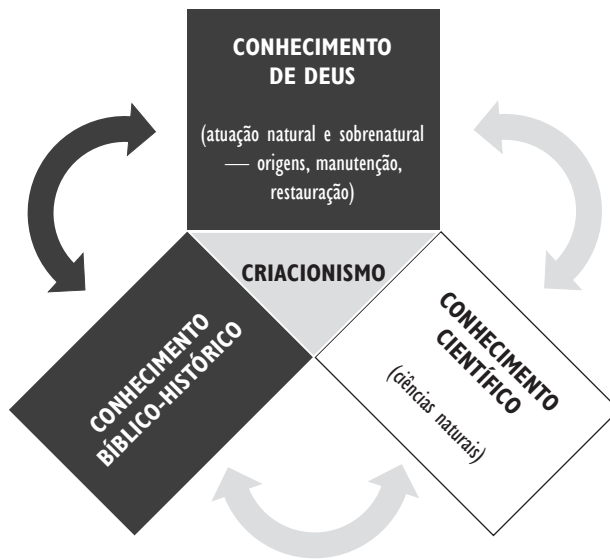 CONHECIMENTO
DE DEUS
(atuação natural e sobrenatural
— origens, manutenção,
restauração)
CRIACIONISMO
CONHECIMENTO
BÍBLICO-HISTÓRICO
CONHECIMENTO
CIENTÍFICO
(ciências naturais)